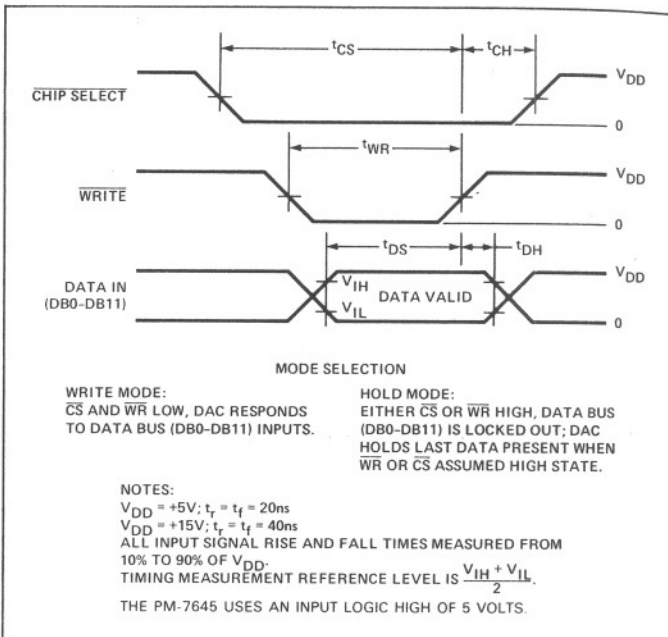 tCS
tCH
VDD
CHIP SELECT
0
tWR
VDD
WRITE
0
tDS
tDH
VDD
DATA IN
(DB0-DB11)
VIH
DATA VALID
VIL
0
MODE SELECTION
WRITE MODE:
CS AND WR LOW, DAC RESPONDS
TO DATA BUS (DB0-DB11) INPUTS.
HOLD MODE:
EITHER CS OR WR HIGH, DATA BUS
(DB0-DB11) IS LOCKED OUT; DAC
HOLDS LAST DATA PRESENT WHEN
WR OR CS ASSUMED HIGH STATE.
NOTES:
VDD = +5V; tr = tf = 20ns
VDD = +15V; tr = tf = 40ns
ALL INPUT SIGNAL RISE AND FALL TIMES MEASURED FROM
10% TO 90% OF VDD.
TIMING MEASUREMENT REFERENCE LEVEL IS (VIH + VIL)/2.
THE PM-7645 USES AN INPUT LOGIC HIGH OF 5 VOLTS.